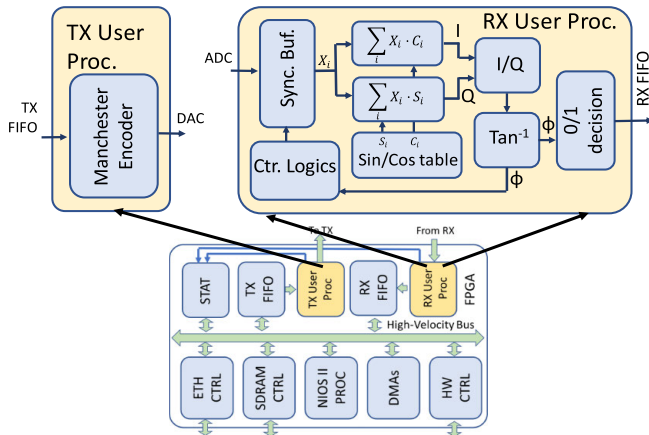 TX User
Proc.
TX
FIFO
Manchester
Encoder
DAC
RX User Proc.
ADC
Sync. Buf.
Xᵢ
∑ᵢ Xᵢ · Cᵢ
∑ᵢ Xᵢ · Sᵢ
I
Q
I/Q
Sᵢ
Cᵢ
Sin/Cos table
Ctr. Logics
Tan⁻¹
ϕ
ϕ
0/1
decision
RX FIFO
To TX
From RX
STAT
TX
FIFO
TX User
Proc
RX
FIFO
RX User
Proc
FPGA
High-Velocity Bus
ETH
CTRL
SDRAM
CTRL
NIOS II
PROC
DMAs
HW
CTRL